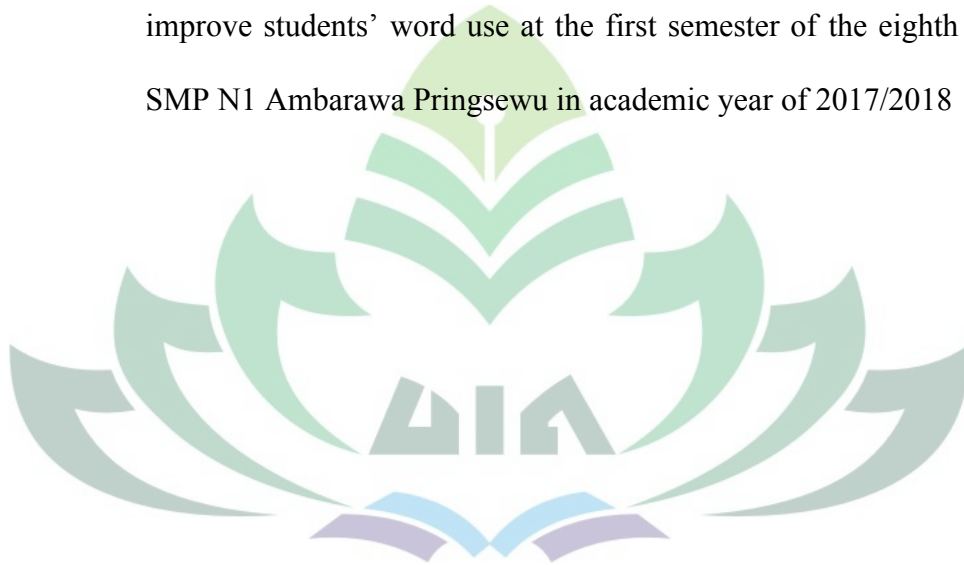 improve students’ word use at the first semester of the eighth
SMP N1 Ambarawa Pringsewu in academic year of 2017/2018
UIN